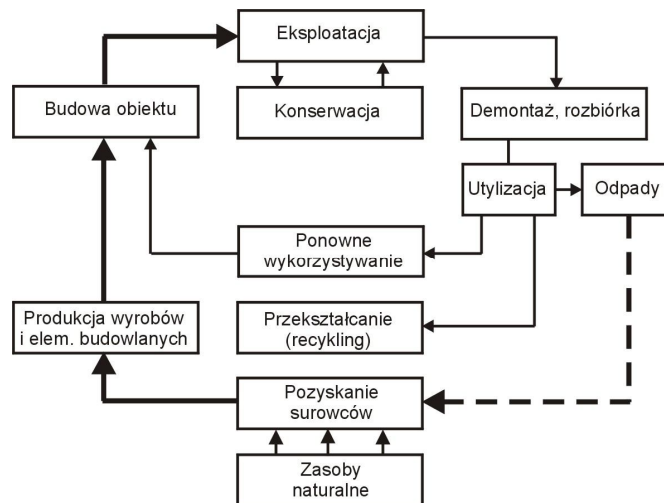 Eksploatacja
Budowa obiektu
Konserwacja
Demontaż, rozbiórka
Utylizacja
Odpady
Ponowne
wykorzystywanie
Produkcja wyrobów
i elem. budowlanych
Przekształcanie
(recykling)
Pozyskanie
surowców
Zasoby
naturalne